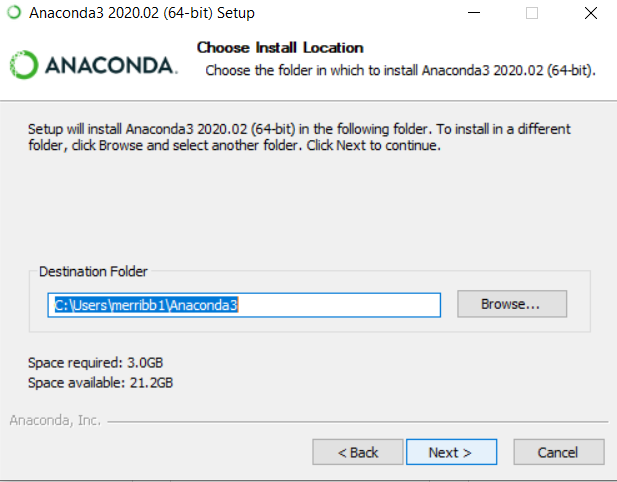 Anaconda3 2020.02 (64-bit) Setup
Choose Install Location
ANACONDA.
Choose the folder in which to install Anaconda3 2020.02 (64-bit).
Setup will install Anaconda3 2020.02 (64-bit) in the following folder. To install in a different
folder, click Browse and select another folder. Click Next to continue.
Destination Folder
C:\Users\merribb1\Anaconda3
Browse...
Space required: 3.0GB
Space available: 21.2GB
Anaconda, Inc.
< Back
Next >
Cancel